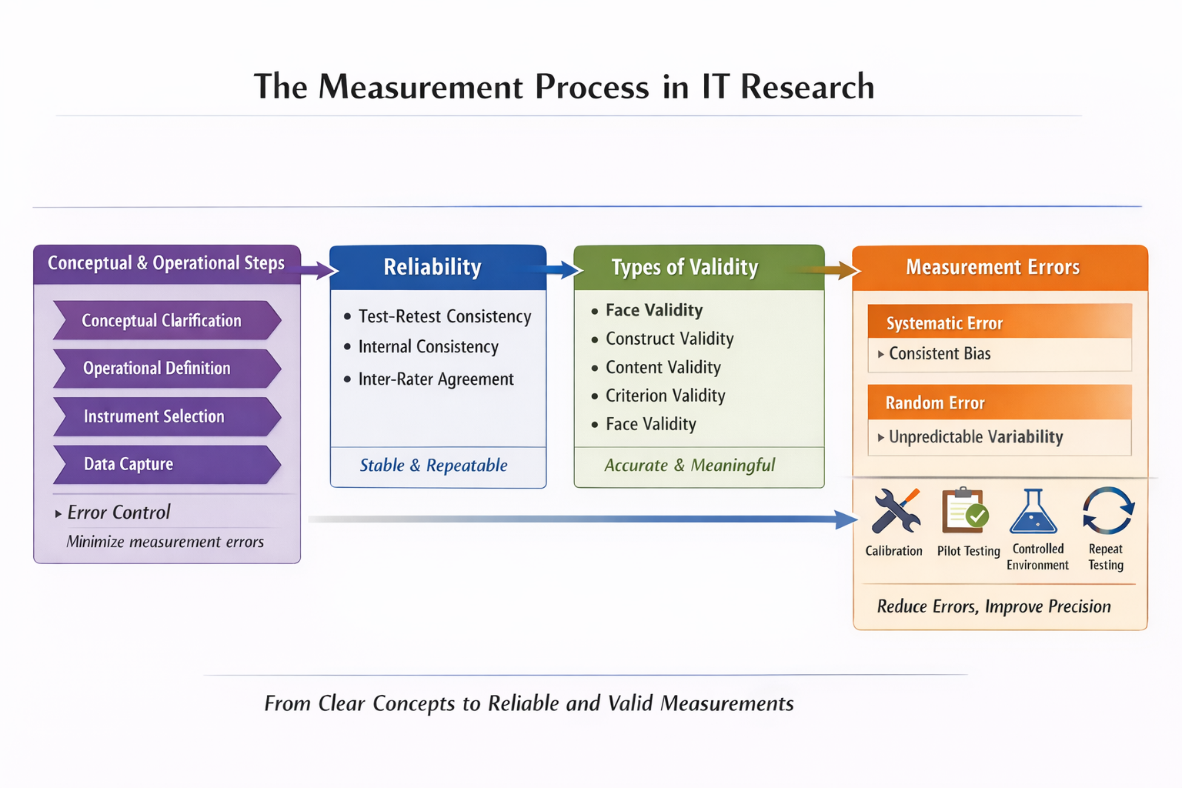 The Measurement Process in IT Research
Conceptual & Operational Steps
Conceptual Clarification
Operational Definition
Instrument Selection
Data Capture
▸ Error Control
Minimize measurement errors
Reliability
• Test-Retest Consistency
• Internal Consistency
• Inter-Rater Agreement
Stable & Repeatable
Types of Validity
• Face Validity
• Construct Validity
• Content Validity
• Criterion Validity
• Face Validity
Accurate & Meaningful
Measurement Errors
Systematic Error
▸ Consistent Bias
Random Error
▸ Unpredictable Variability
Calibration
Pilot Testing
Controlled
Environment
Repeat
Testing
Reduce Errors, Improve Precision
From Clear Concepts to Reliable and Valid Measurements